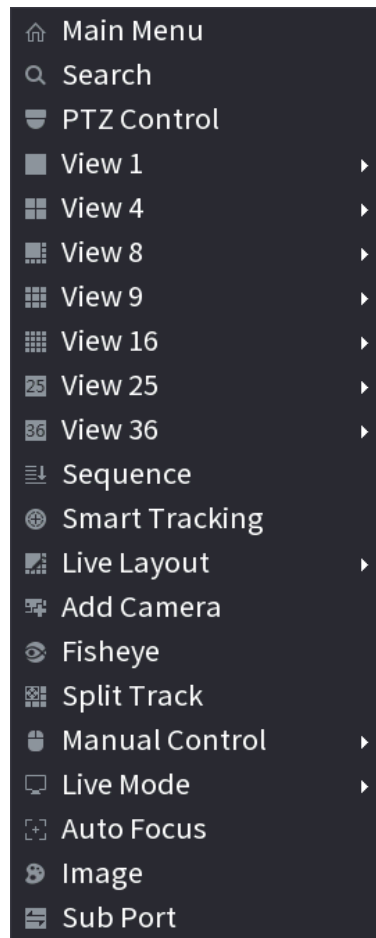 Main Menu
Search
PTZ Control
View 1
View 4
View 8
View 9
View 16
25 View 25
36 View 36
Sequence
Smart Tracking
Live Layout
Add Camera
Fisheye
Split Track
Manual Control
Live Mode
Auto Focus
Image
Sub Port